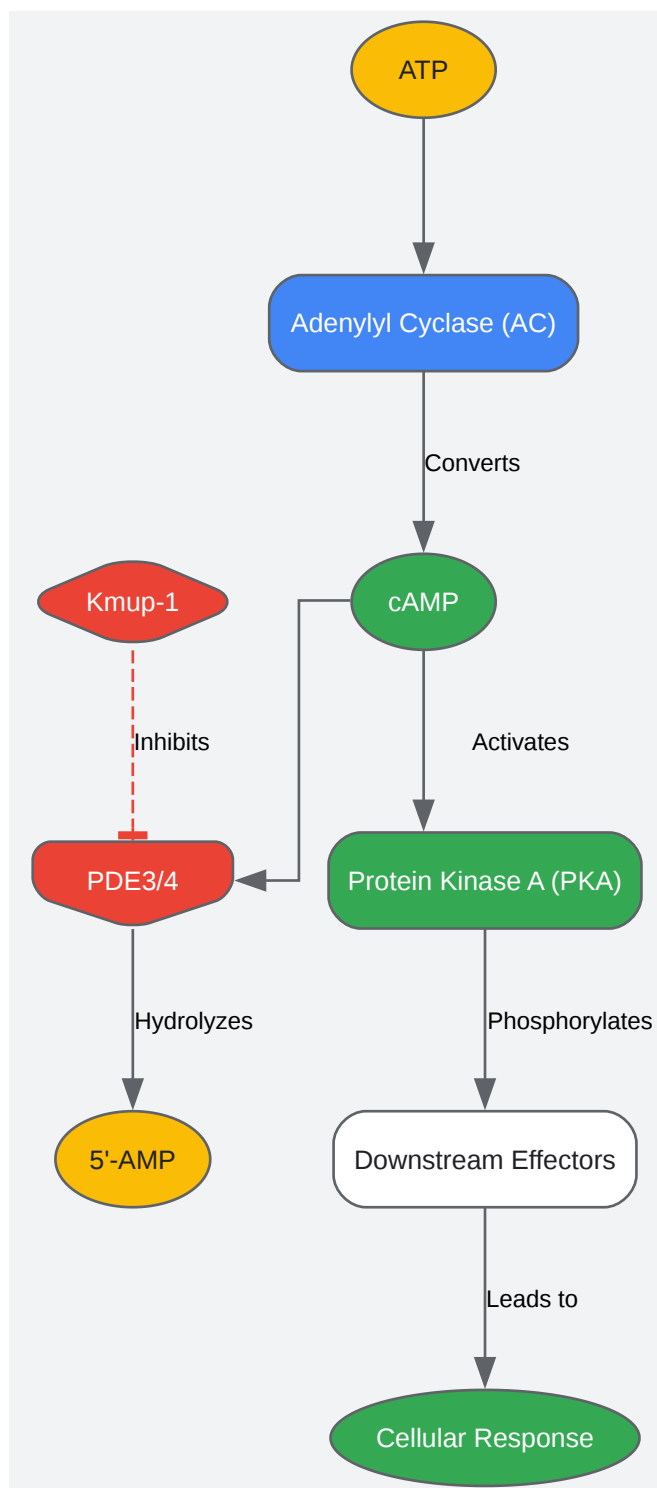 ATP
Adenylyl Cyclase (AC)
Converts
Kmup-1
cAMP
Inhibits
Activates
PDE3/4
Protein Kinase A (PKA)
Hydrolyzes
Phosphorylates
5'-AMP
Downstream Effectors
Leads to
Cellular Response